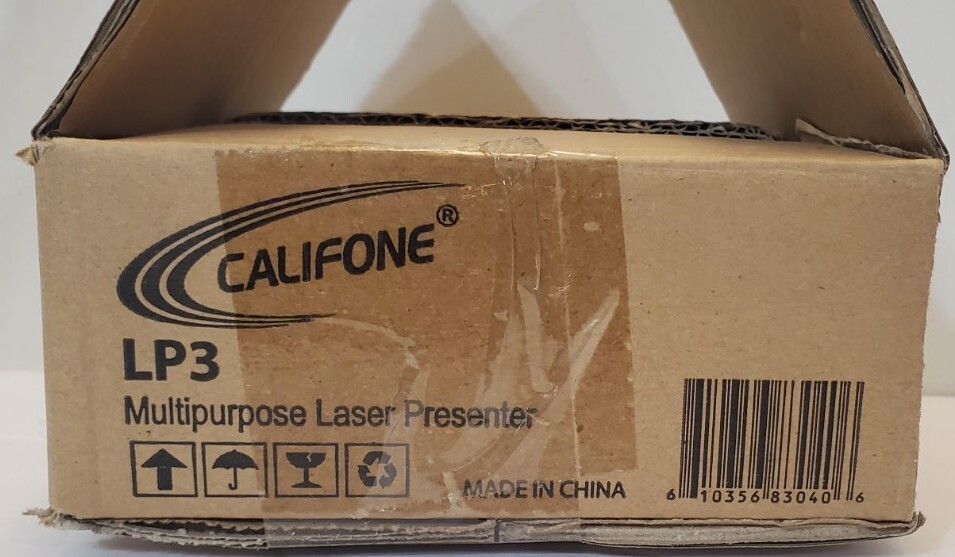 CALIFONE®
LP3
Multipurpose Laser Presenter
MADE IN CHINA
6 10356 83040 6